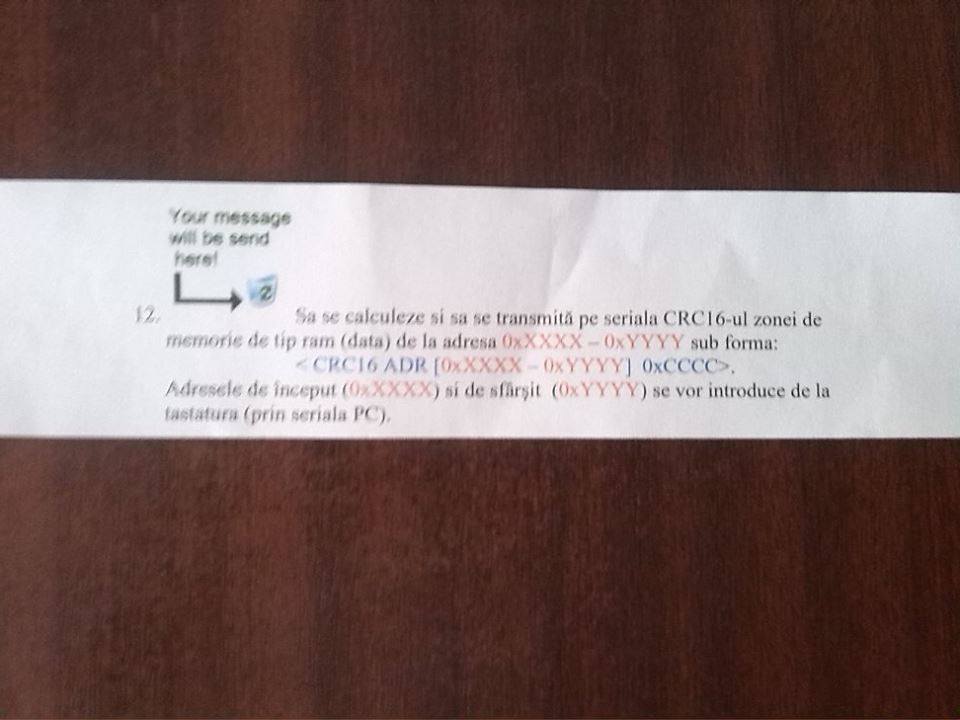 Your message
will be send
here!
2
12. Sa se calculeze si sa se transmită pe seriala CRC16-ul zonei de
memorie de tip ram (data) de la adresa 0xXXXX – 0xYYYY sub forma:
< CRC16 ADR [0xXXXX – 0xYYYY] 0xCCCC>.
Adresele de început (0xXXXX) si de sfârşit (0xYYYY) se vor introduce de la
tastatura (prin seriala PC).